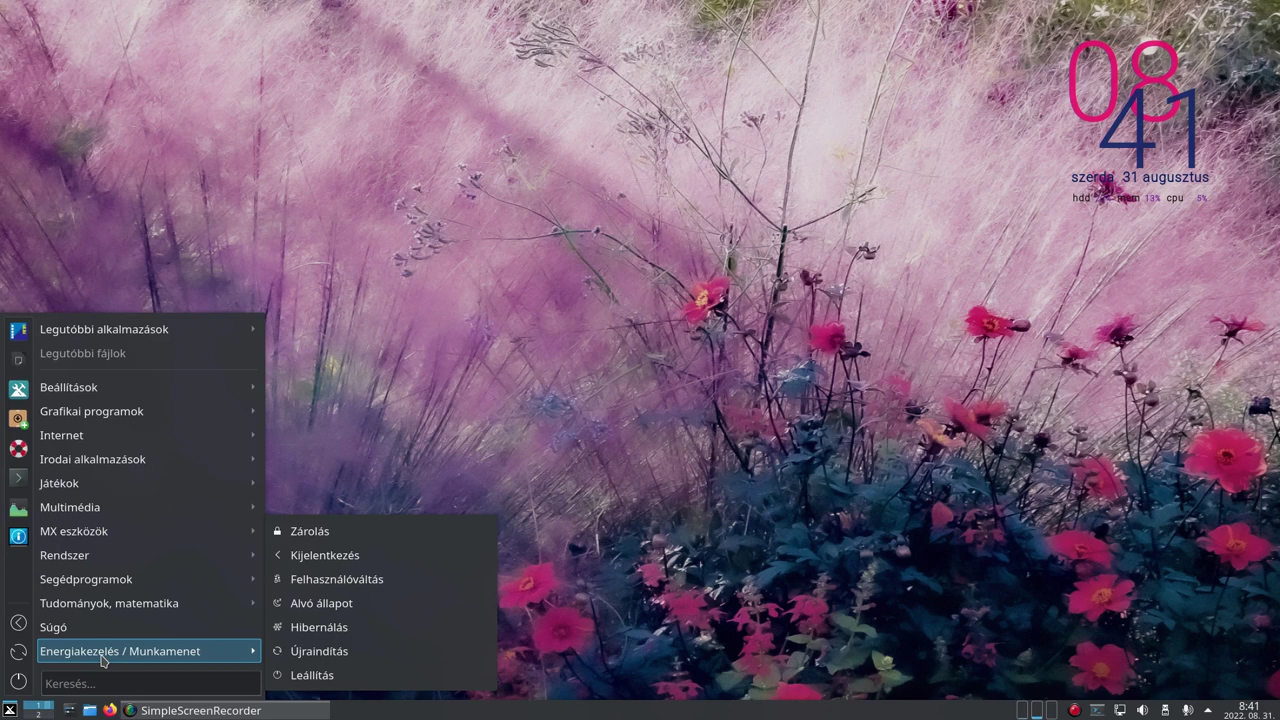 08
41
szerda 31 augusztus
hdd mem 13% cpu 5%
Legutóbbi alkalmazások
Legutóbbi fájlok
Beállítások
Grafikai programok
Internet
Irodai alkalmazások
Játékok
Multimédia
MX eszközök
Rendszer
Segédprogramok
Tudományok, matematika
Súgó
Energiakezelés / Munkamenet
Keresés...
Zárolás
Kijelentkezés
Felhasználóváltás
Alvó állapot
Hibernálás
Újraindítás
Leállítás
1
2
SimpleScreenRecorder
8:41
2022. 08. 31.